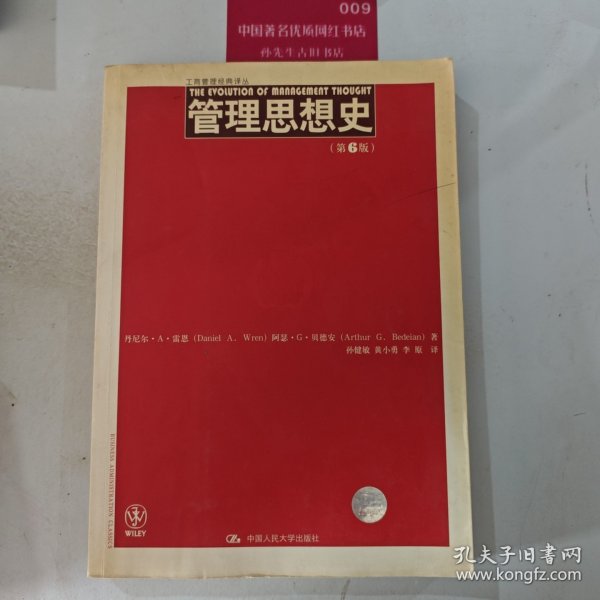 009
中国著名优质网红书店
孙先生古旧书店
工商管理经典译丛
THE EVOLUTION OF MANAGEMENT THOUGHT
管理思想史
（第6版）
丹尼尔·A·雷恩（Daniel A. Wren）阿瑟·G·贝德安（Arthur G. Bedeian）著
孙健敏 黄小勇 李原 译
BUSINESS ADMINISTRATION CLASSICS
WILEY
中国人民大学出版社
孔夫子旧书网
www.kongfz.com